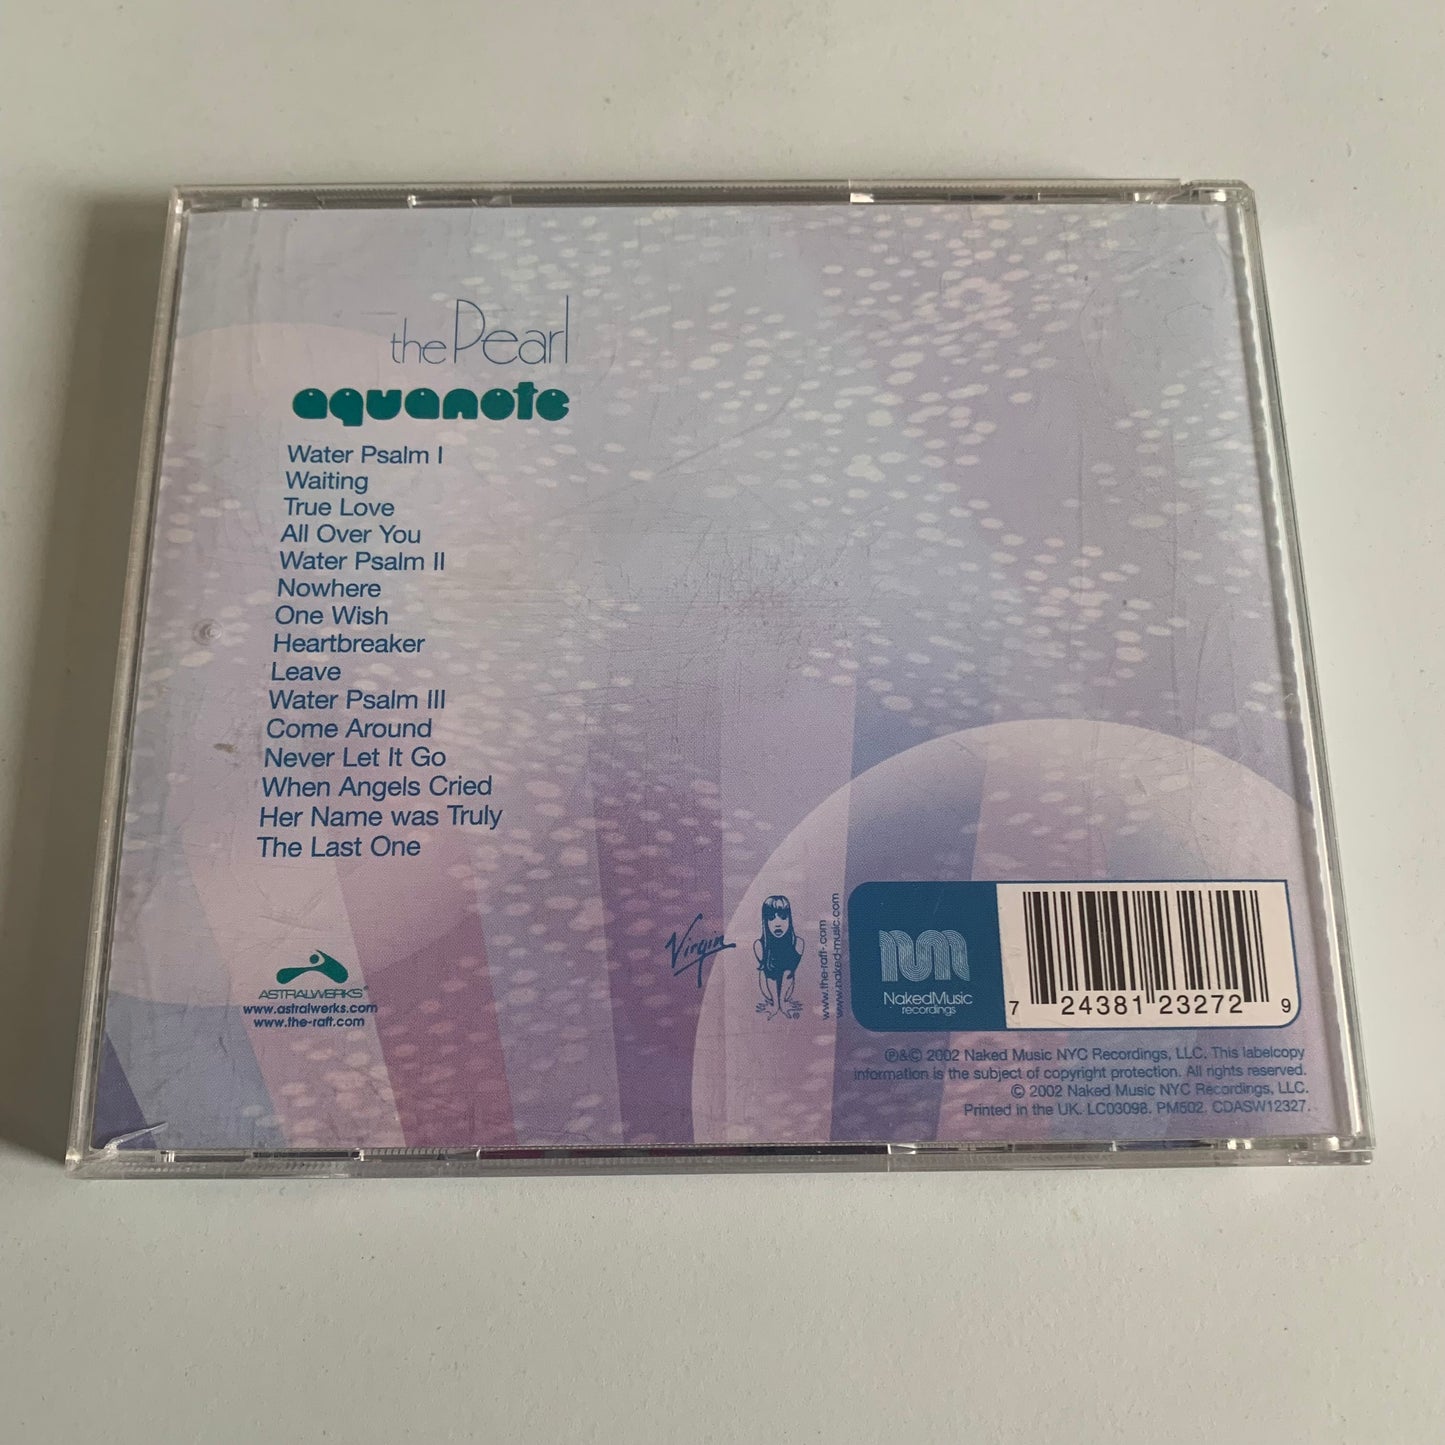 the Pearl
aquanote
Water Psalm I
Waiting
True Love
All Over You
Water Psalm II
Nowhere
One Wish
Heartbreaker
Leave
Water Psalm III
Come Around
Never Let It Go
When Angels Cried
Her Name was Truly
The Last One
ASTRALWERKS®
www.astralwerks.com
www.the-raft.com
Virgin
®
www.the-raft-.com
www.naked-music.com
nm
NakedMusic
recordings
7 24381 23272 9
℗&© 2002 Naked Music NYC Recordings, LLC. This labelcopy
information is the subject of copyright protection. All rights reserved.
© 2002 Naked Music NYC Recordings, LLC.
Printed in the UK. LC03098. PM502. CDASW12327.